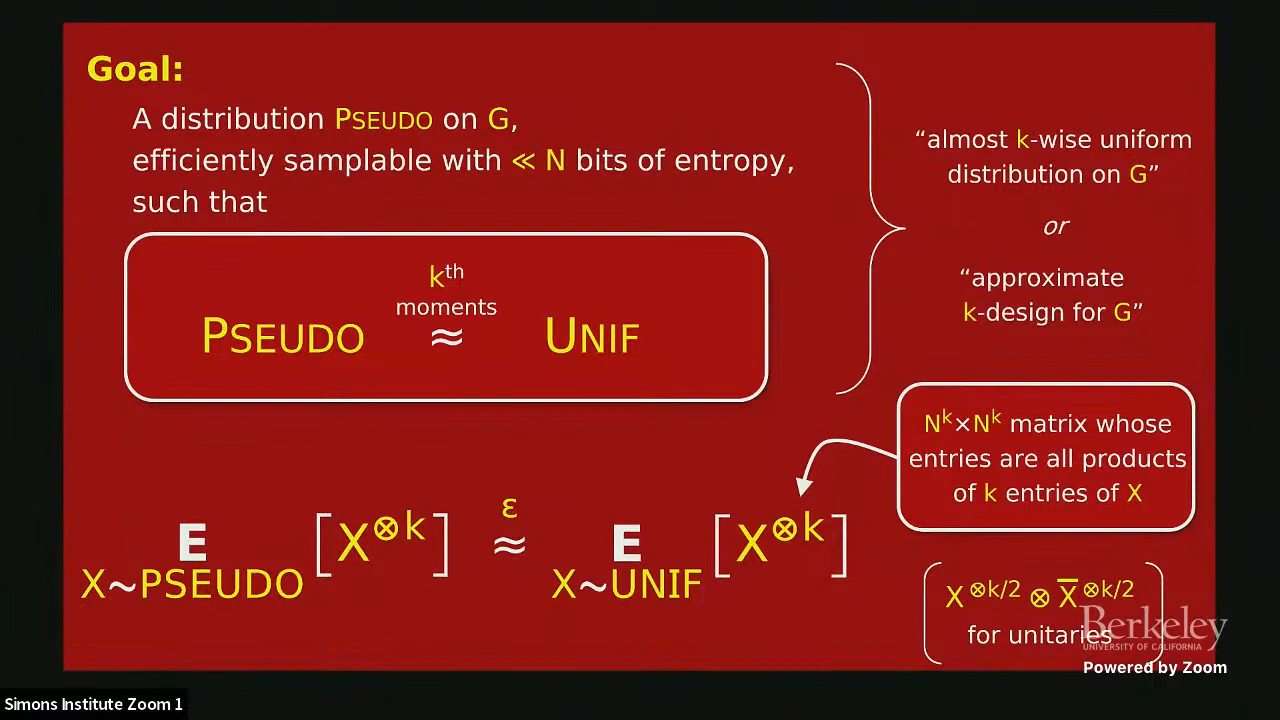 Goal:
A distribution PSEUDO on G,
efficiently samplable with ≪ N bits of entropy,
such that
kth
moments
PSEUDO ≈ UNIF
“almost k-wise uniform
distribution on G”
or
“approximate
k-design for G”
N^k×N^k matrix whose
entries are all products
of k entries of X
E [X^⊗k] ε ≈ E [X^⊗k]
X~PSEUDO X~UNIF
X^⊗k/2 ⊗ X̅^⊗k/2
for unitaries
Berkeley
UNIVERSITY OF CALIFORNIA
Powered by Zoom
Simons Institute Zoom 1